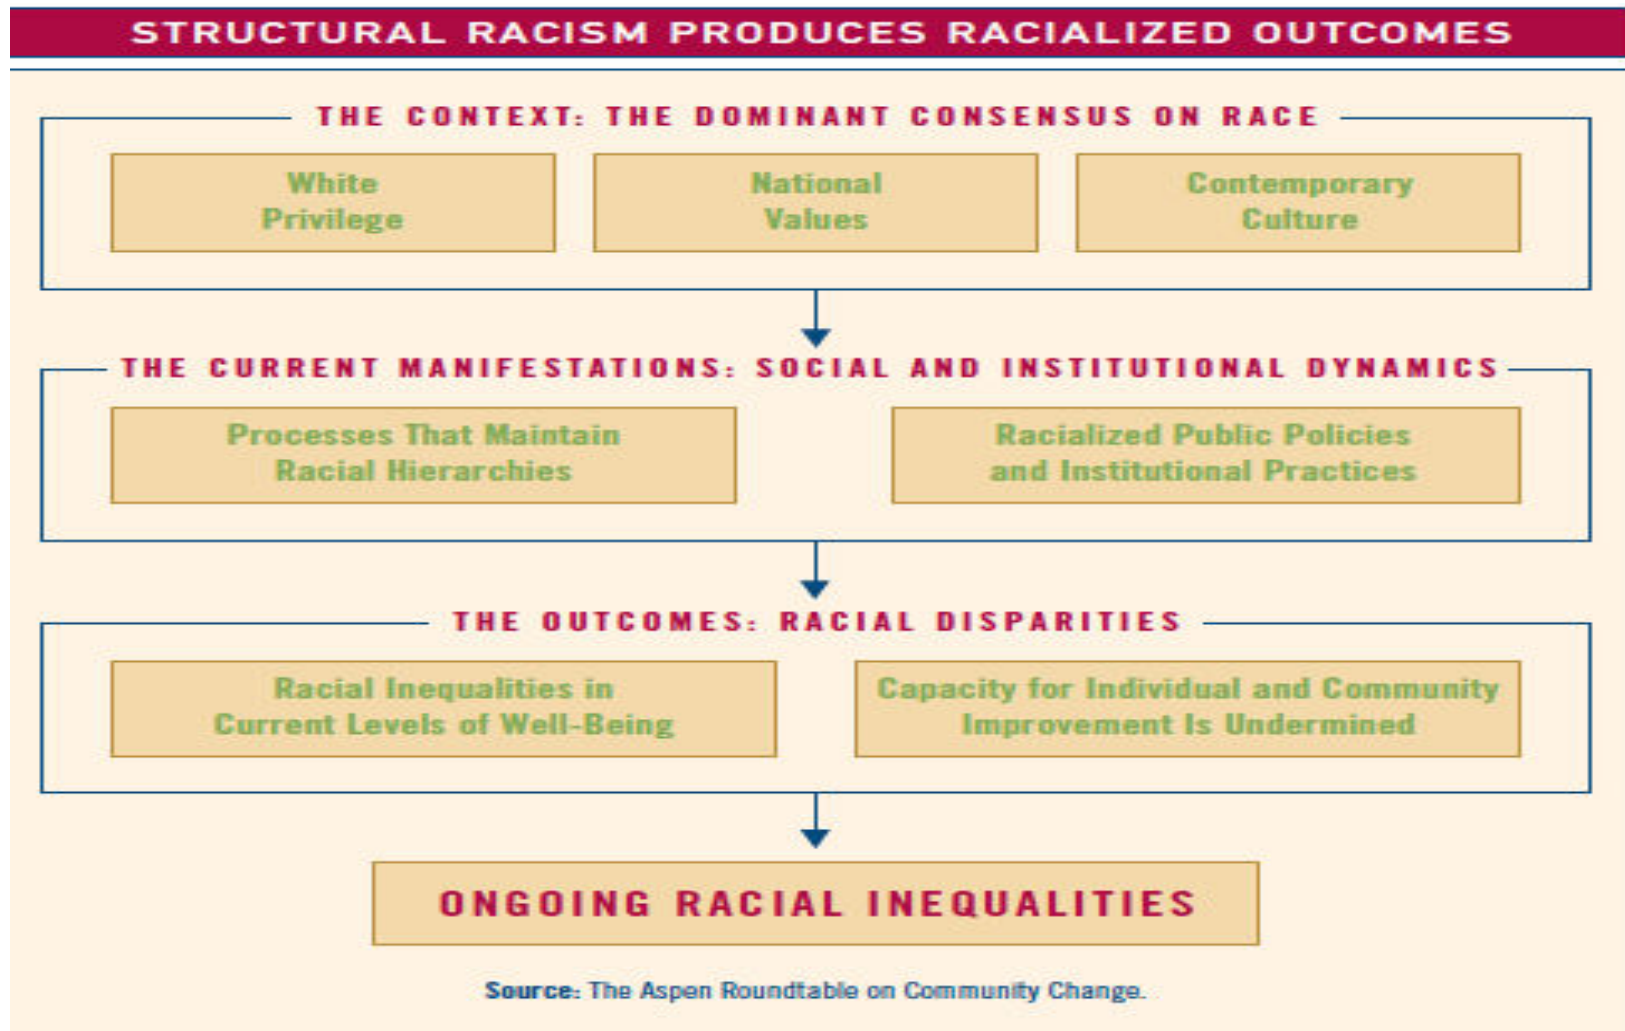 STRUCTURAL RACISM PRODUCES RACIALIZED OUTCOMES
THE CONTEXT: THE DOMINANT CONSENSUS ON RACE
White
Privilege
National
Values
Contemporary
Culture
THE CURRENT MANIFESTATIONS: SOCIAL AND INSTITUTIONAL DYNAMICS
Processes That Maintain
Racial Hierarchies
Racialized Public Policies
and Institutional Practices
THE OUTCOMES: RACIAL DISPARITIES
Racial Inequalities in
Current Levels of Well-Being
Capacity for Individual and Community
Improvement Is Undermined
ONGOING RACIAL INEQUALITIES
Source: The Aspen Roundtable on Community Change.